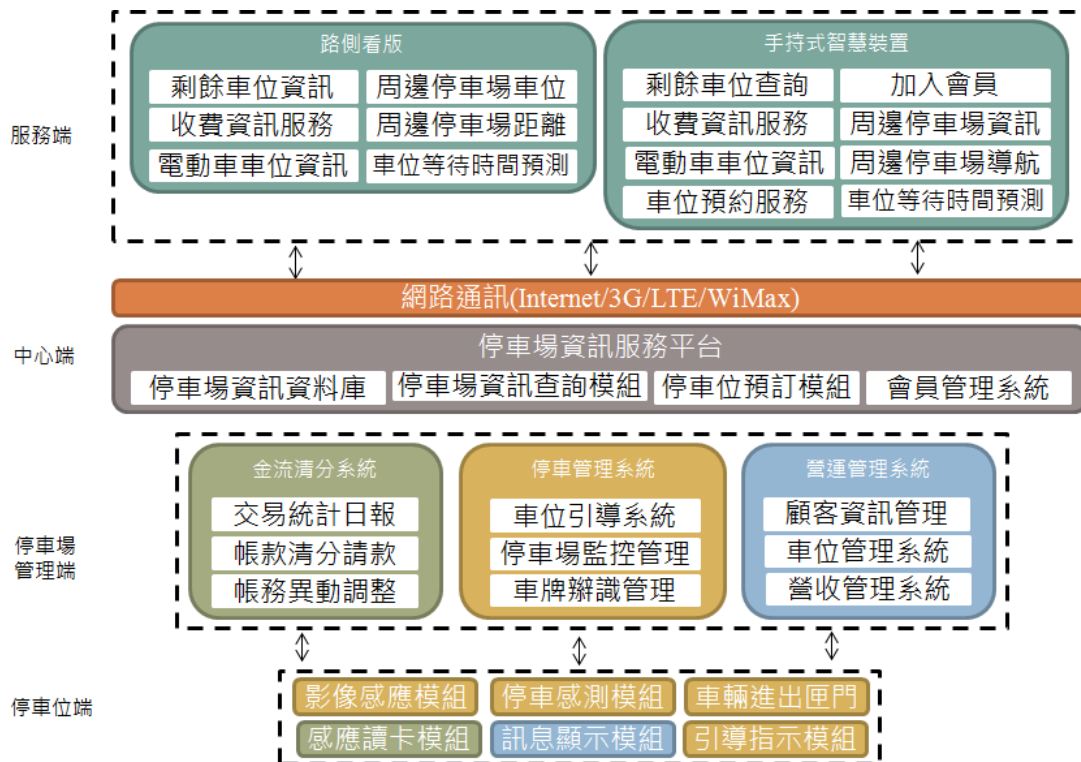 服務端
路側看版
剩餘車位資訊
周邊停車場車位
收費資訊服務
周邊停車場距離
電動車車位資訊
車位等待時間預測
手持式智慧裝置
剩餘車位查詢
加入會員
收費資訊服務
周邊停車場資訊
電動車車位資訊
周邊停車場導航
車位預約服務
車位等待時間預測
網路通訊(Internet/3G/LTE/WiMax)
中心端
停車場資訊服務平台
停車場資訊資料庫
停車場資訊查詢模組
停車位預訂模組
會員管理系統
停車場
管理端
金流清分系統
交易統計日報
帳款清分請款
帳務異動調整
停車管理系統
車位引導系統
停車場監控管理
車牌辯識管理
營運管理系統
顧客資訊管理
車位管理系統
營收管理系統
停車位端
影像感應模組
停車感測模組
車輛進出匝門
感應讀卡模組
訊息顯示模組
引導指示模組